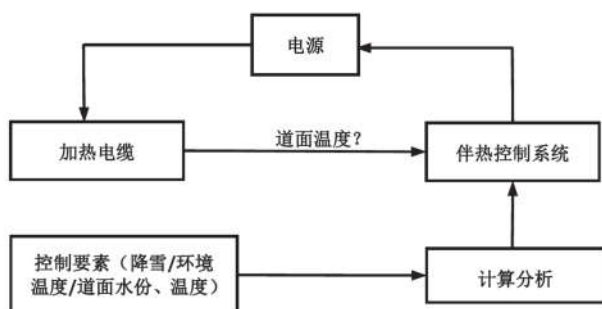 电源
加热电缆
道面温度?
伴热控制系统
控制要素（降雪/环境
温度/道面水份、温度）
计算分析